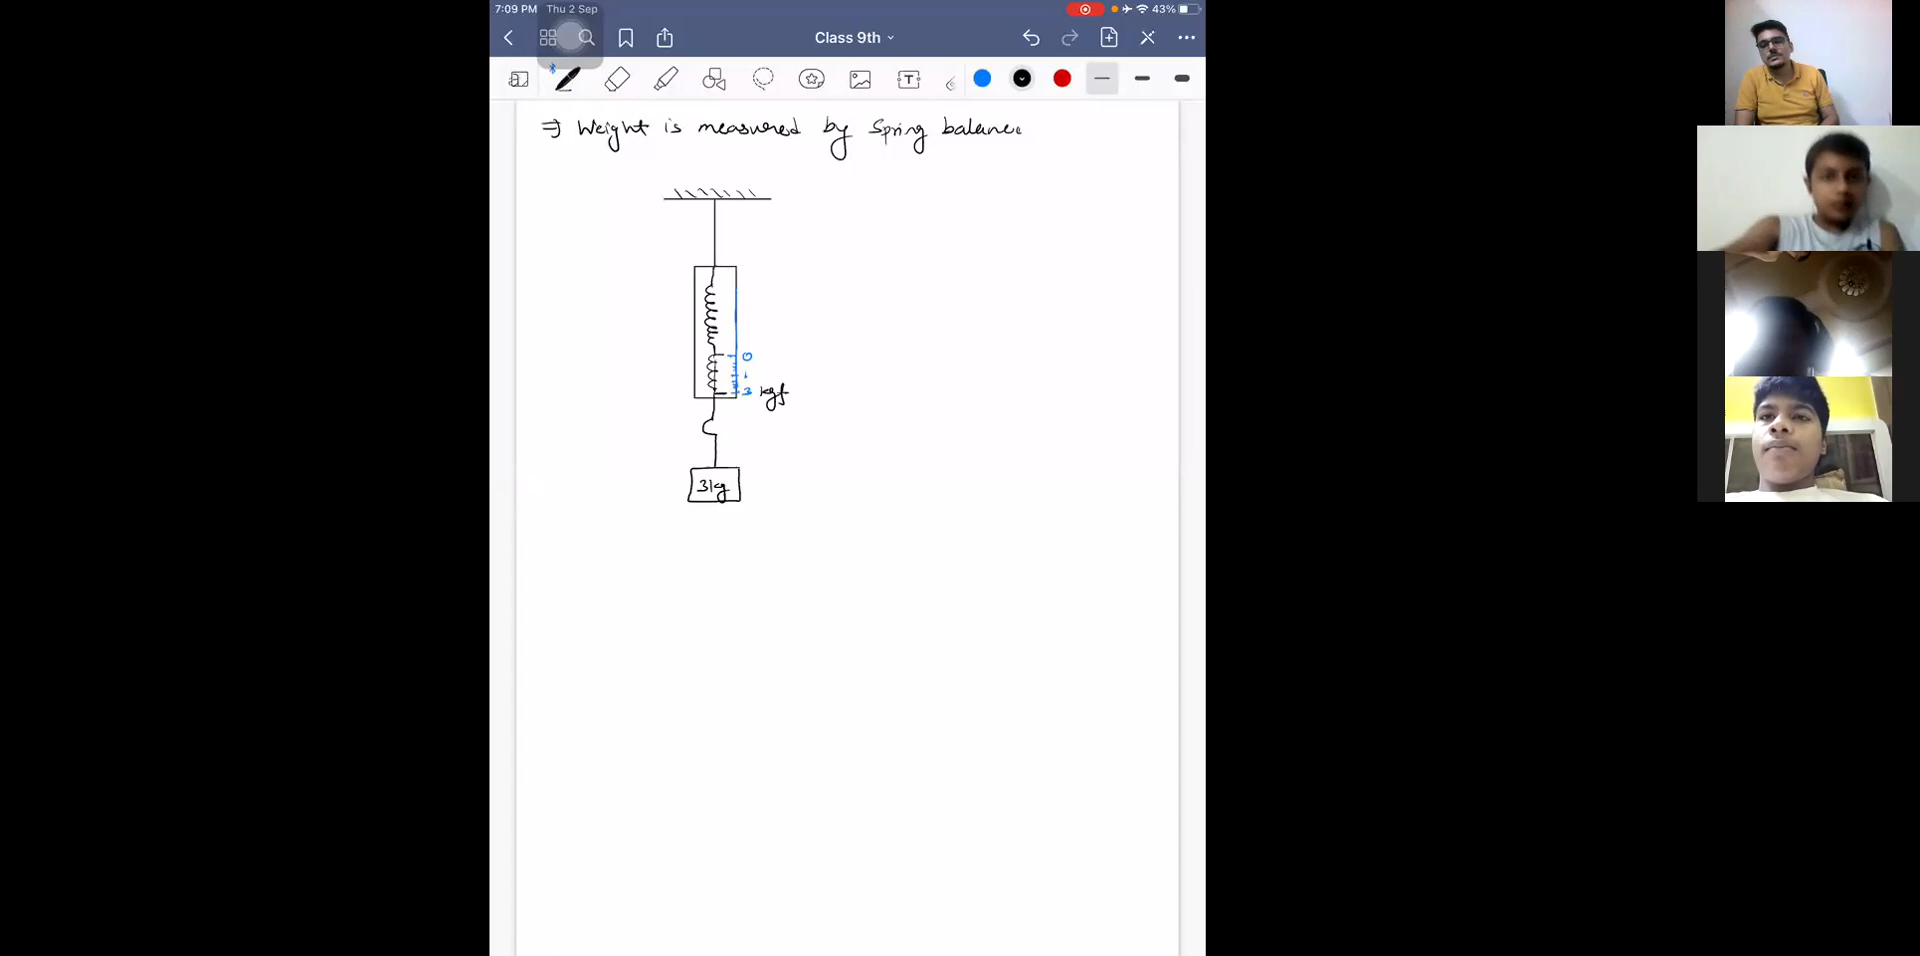 7:09 PM Thu 2 Sep
43%
Class 9th
⇒ Weight is measured by Spring balance
0
3 kgf
3kg